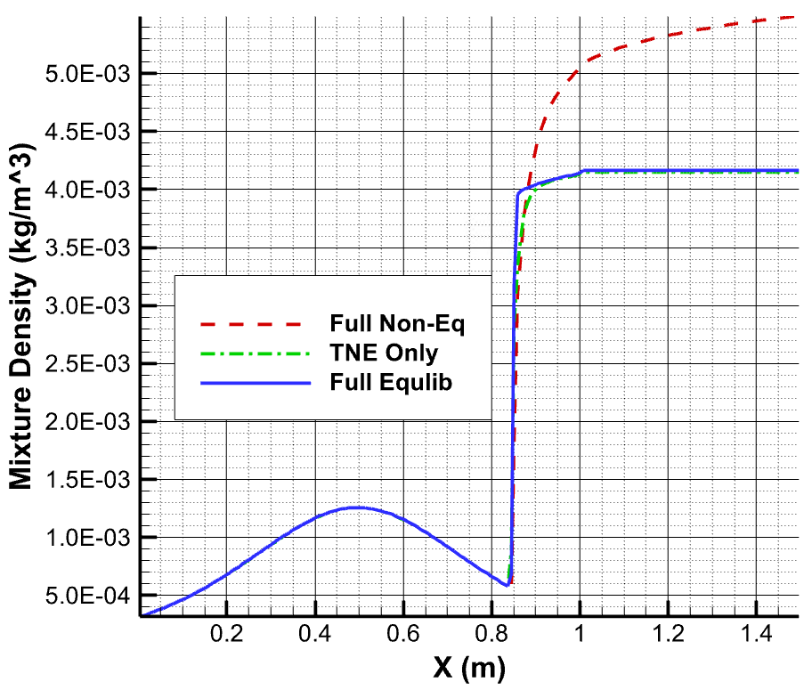 Mixture Density (kg/m^3)
5.0E-03
4.5E-03
4.0E-03
3.5E-03
3.0E-03
2.5E-03
2.0E-03
1.5E-03
1.0E-03
5.0E-04
Full Non-Eq
TNE Only
Full Equlib
0.2 0.4 0.6 0.8 1 1.2 1.4
X (m)